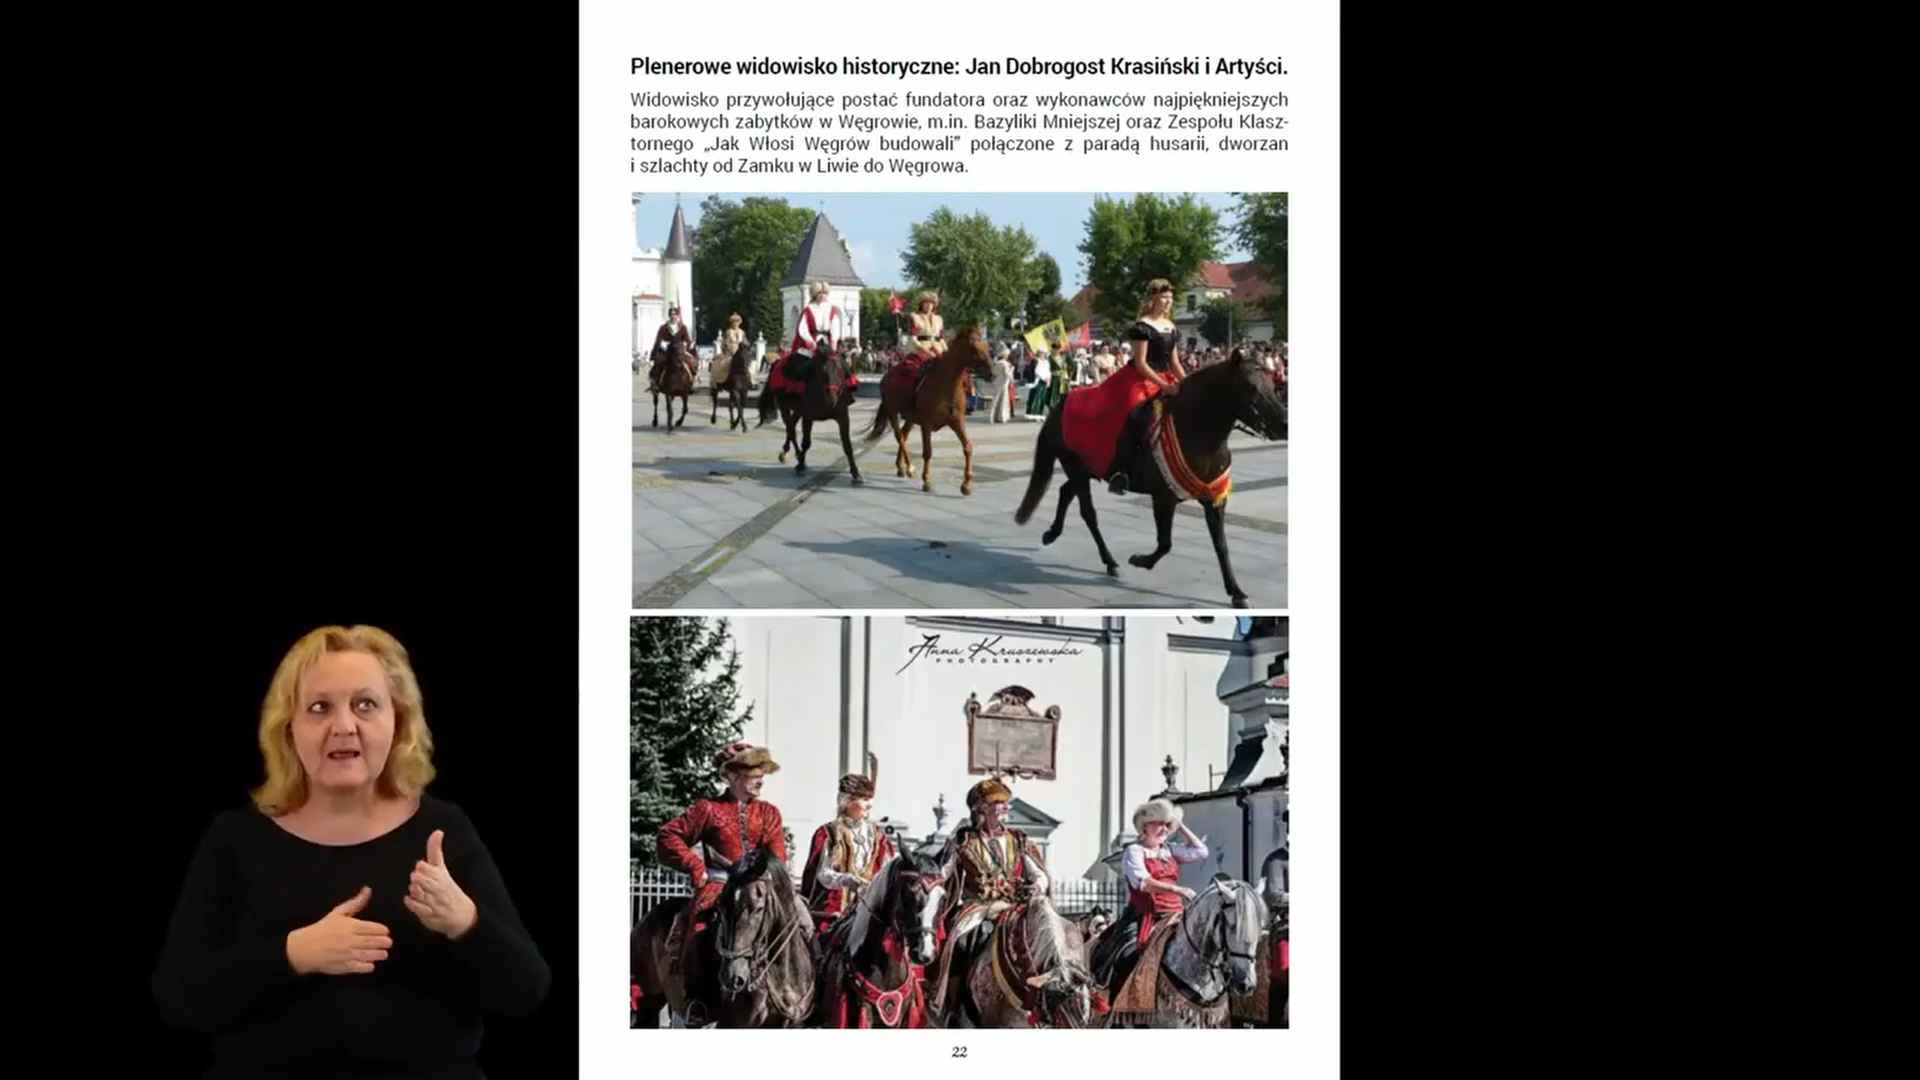 Plenerowe widowisko historyczne: Jan Dobrogost Krasiński i Artyści.
Widowisko przywołujące postać fundatora oraz wykonawców najpiękniejszych
barokowych zabytków w Węgrowie, m.in. Bazyliki Mniejszej oraz Zespołu Klasz-
tornego „Jak Włosi Węgrów budowali” połączone z paradą husarii, dworzan
i szlachty od Zamku w Liwie do Węgrowa.
Anna Kruszewska
PHOTOGRAPHY
22